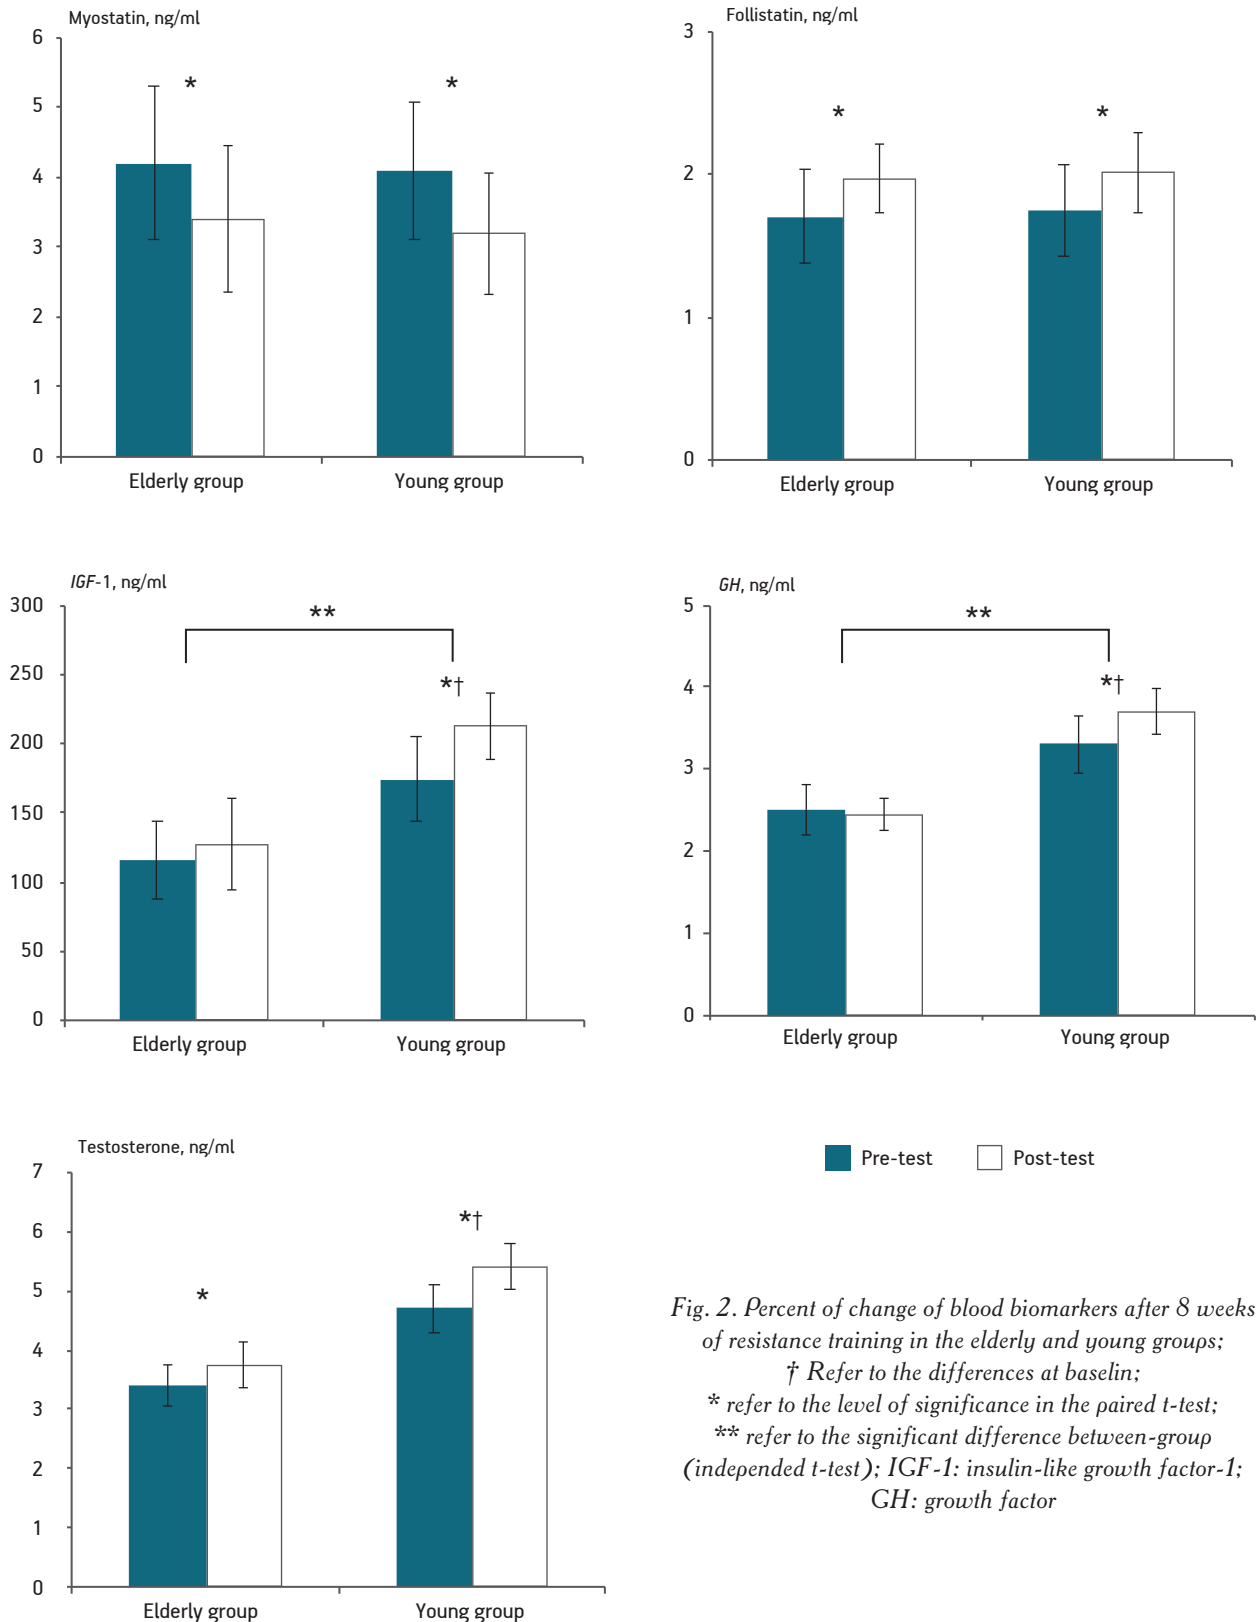 Myostatin, ng/ml
6
5
4
3
2
1
0
*
*
Elderly group
Young group
Follistatin, ng/ml
3
2
1
0
*
*
Elderly group
Young group
IGF-1, ng/ml
300
250
200
150
100
50
0
**
*†
Elderly group
Young group
GH, ng/ml
5
4
3
2
1
0
**
*†
Elderly group
Young group
Testosterone, ng/ml
7
6
5
4
3
2
1
0
*
*†
Elderly group
Young group
Pre-test
Post-test
Fig. 2. Percent of change of blood biomarkers after 8 weeks
of resistance training in the elderly and young groups;
† Refer to the differences at baselin;
* refer to the level of significance in the paired t-test;
** refer to the significant difference between-group
(independed t-test); IGF-1: insulin-like growth factor-1;
GH: growth factor